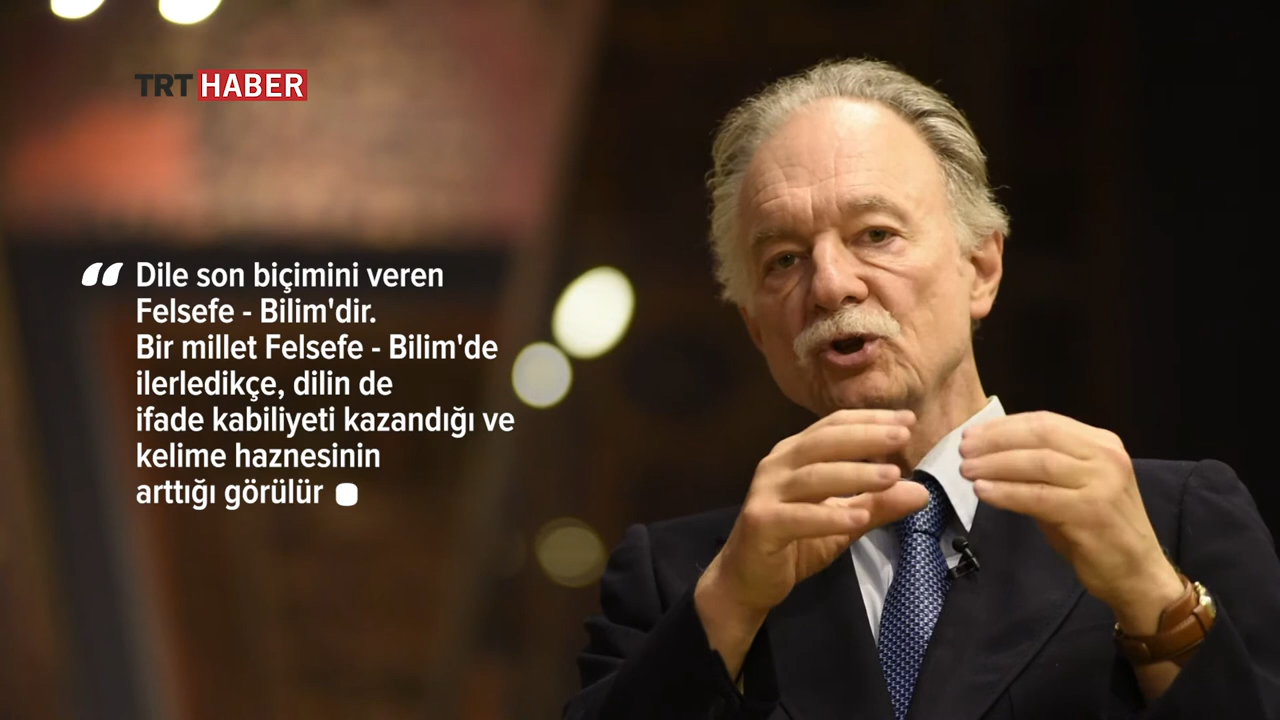 TRT HABER
“ Dile son biçimini veren
Felsefe - Bilim'dir.
Bir millet Felsefe - Bilim'de
ilerledikçe, dilin de
ifade kabiliyeti kazandığı ve
kelime haznesinin
arttığı görülür